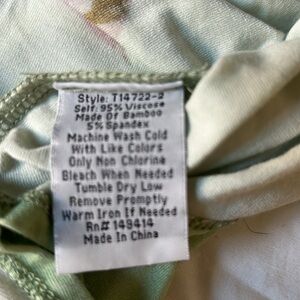 Style: T14722-2
Self: 95% Viscose
Made Of Bamboo
5% Spandex
Machine Wash Cold
With Like Colors
Only Non Chlorine
Bleach When Needed
Tumble Dry Low
Remove Promptly
Warm Iron If Needed
Rn# 149414
Made In China